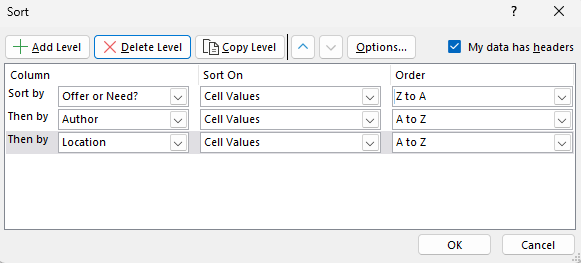 Sort ?
Add Level Delete Level Copy Level Options... My data has headers
Column Sort On Order
Sort by Offer or Need? Cell Values Z to A
Then by Author Cell Values A to Z
Then by Location Cell Values A to Z
OK Cancel